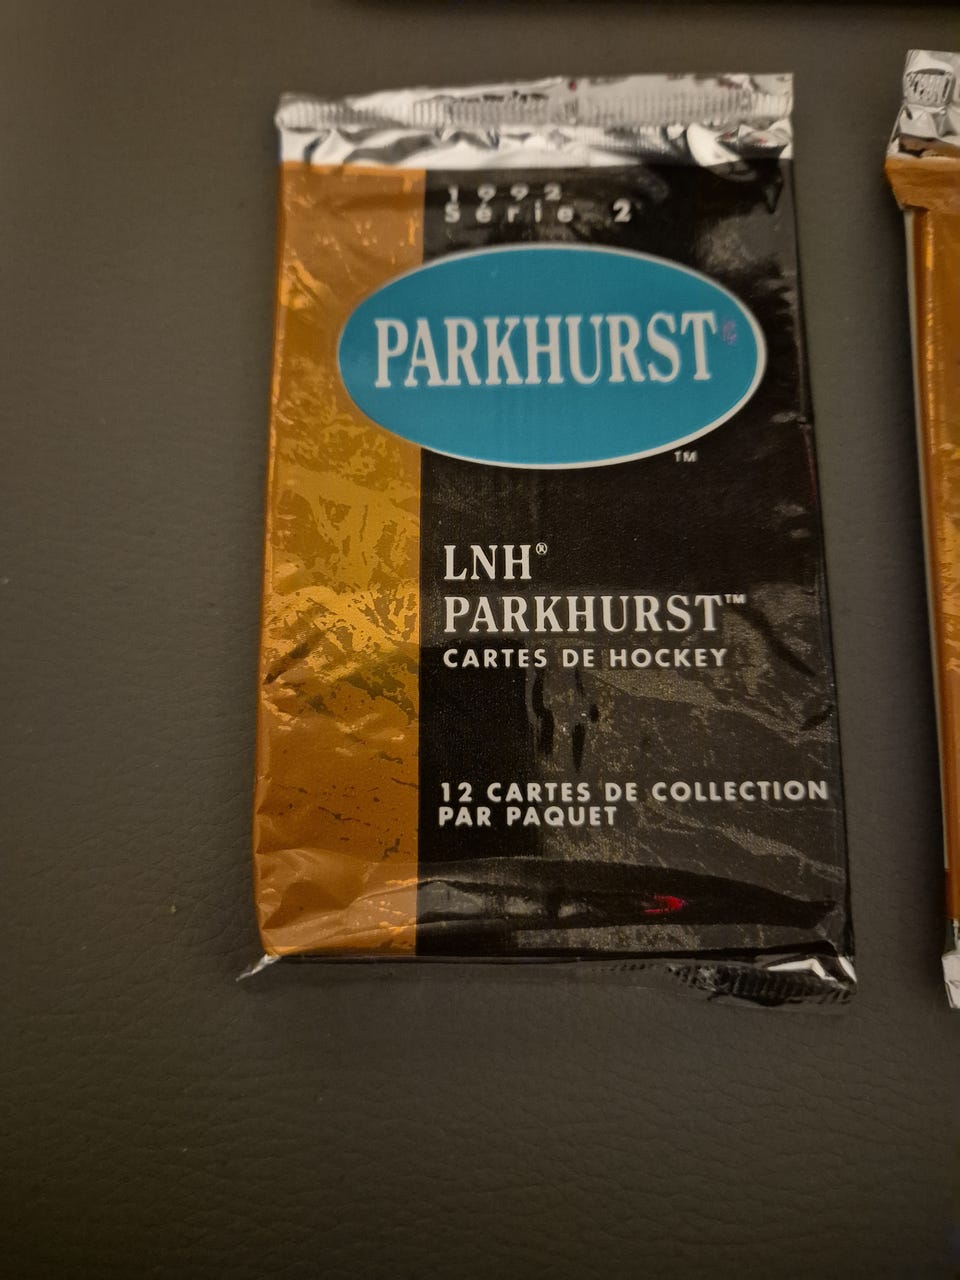 1992
Série 2
PARKHURST®
TM
LNH®
PARKHURST™
CARTES DE HOCKEY
12 CARTES DE COLLECTION
PAR PAQUET